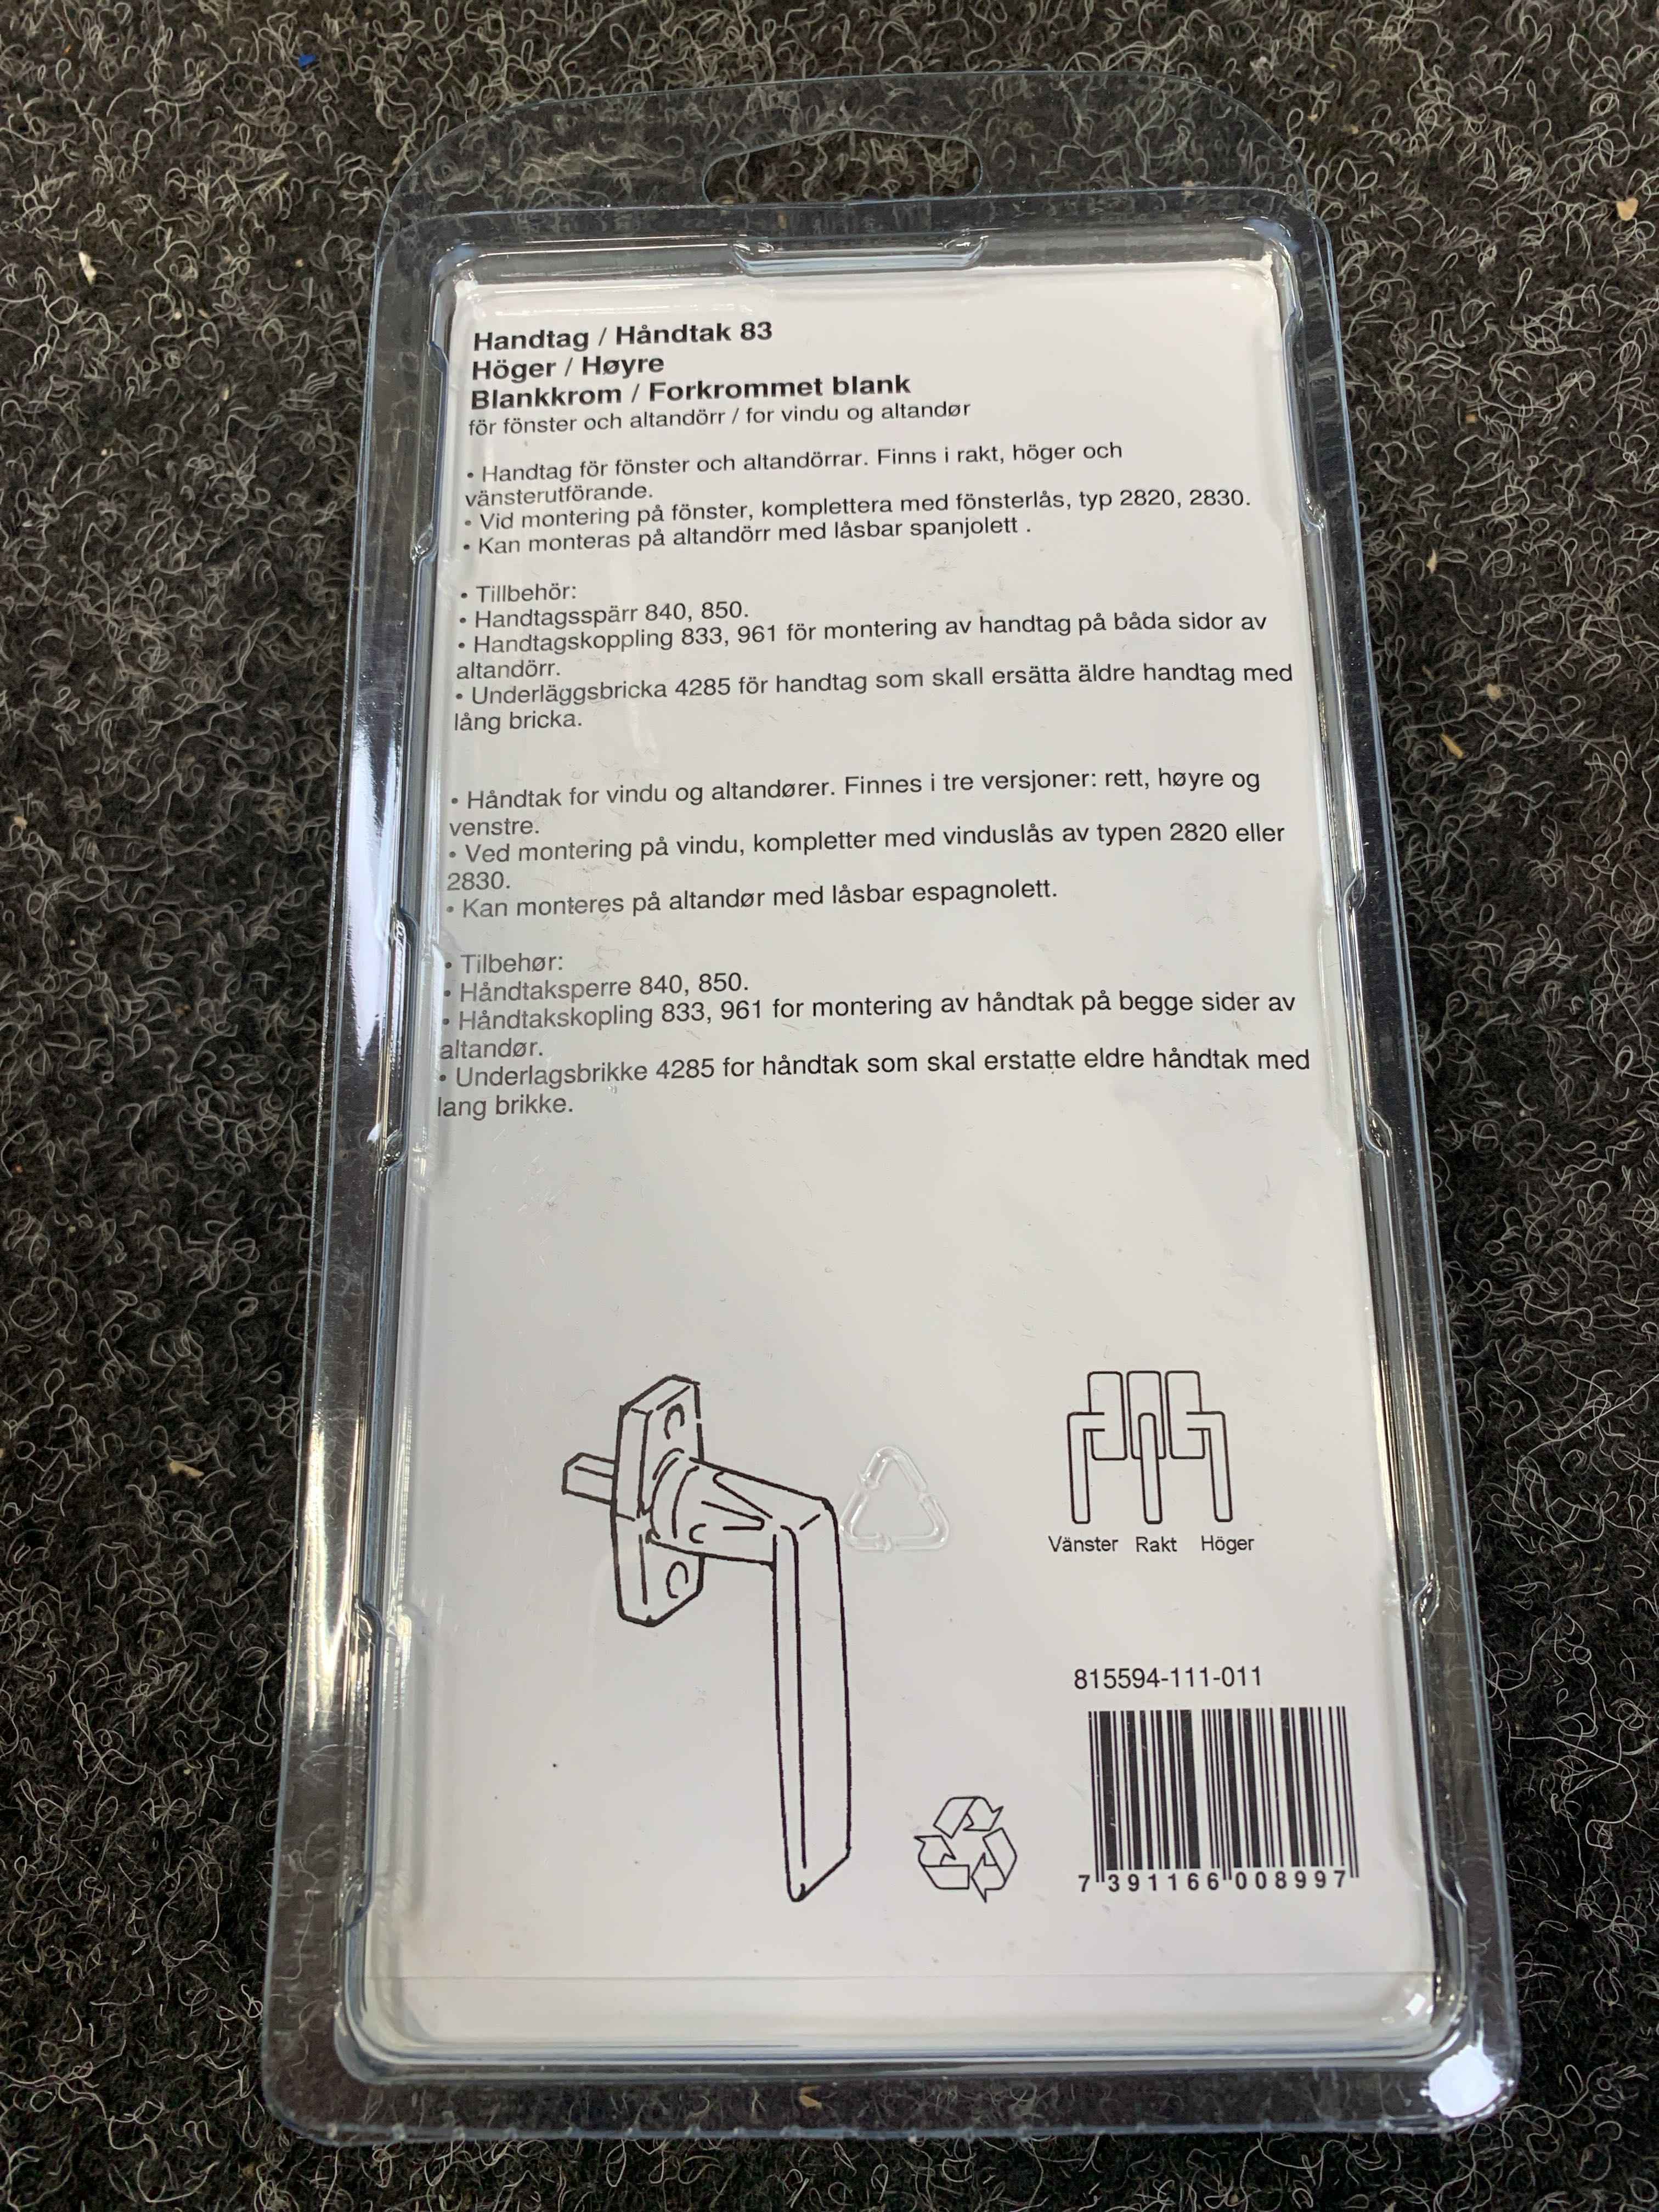 Handtag / Håndtak 83
Höger / Høyre
Blankkrom / Forkrommet blank
för fönster och altandörr / for vindu og altandør
• Handtag för fönster och altandörrar. Finns i rakt, höger och
vänsterutförande.
• Vid montering på fönster, komplettera med fönsterlås, typ 2820, 2830.
• Kan monteras på altandörr med låsbar spanjolett .
• Tillbehör:
• Handtagsspärr 840, 850.
• Handtagskoppling 833, 961 för montering av handtag på båda sidor av
altandörr.
• Underläggsbricka 4285 för handtag som skall ersätta äldre handtag med
lång bricka.
• Håndtak for vindu og altandører. Finnes i tre versjoner: rett, høyre og
venstre.
• Ved montering på vindu, kompletter med vinduslås av typen 2820 eller
2830.
• Kan monteres på altandør med låsbar espagnolett.
• Tilbehør:
• Håndtaksperre 840, 850.
• Håndtakskopling 833, 961 for montering av håndtak på begge sider av
altandør.
• Underlagsbrikke 4285 for håndtak som skal erstatte eldre håndtak med
lang brikke.
Vänster Rakt Höger
815594-111-011
7 391166 008997